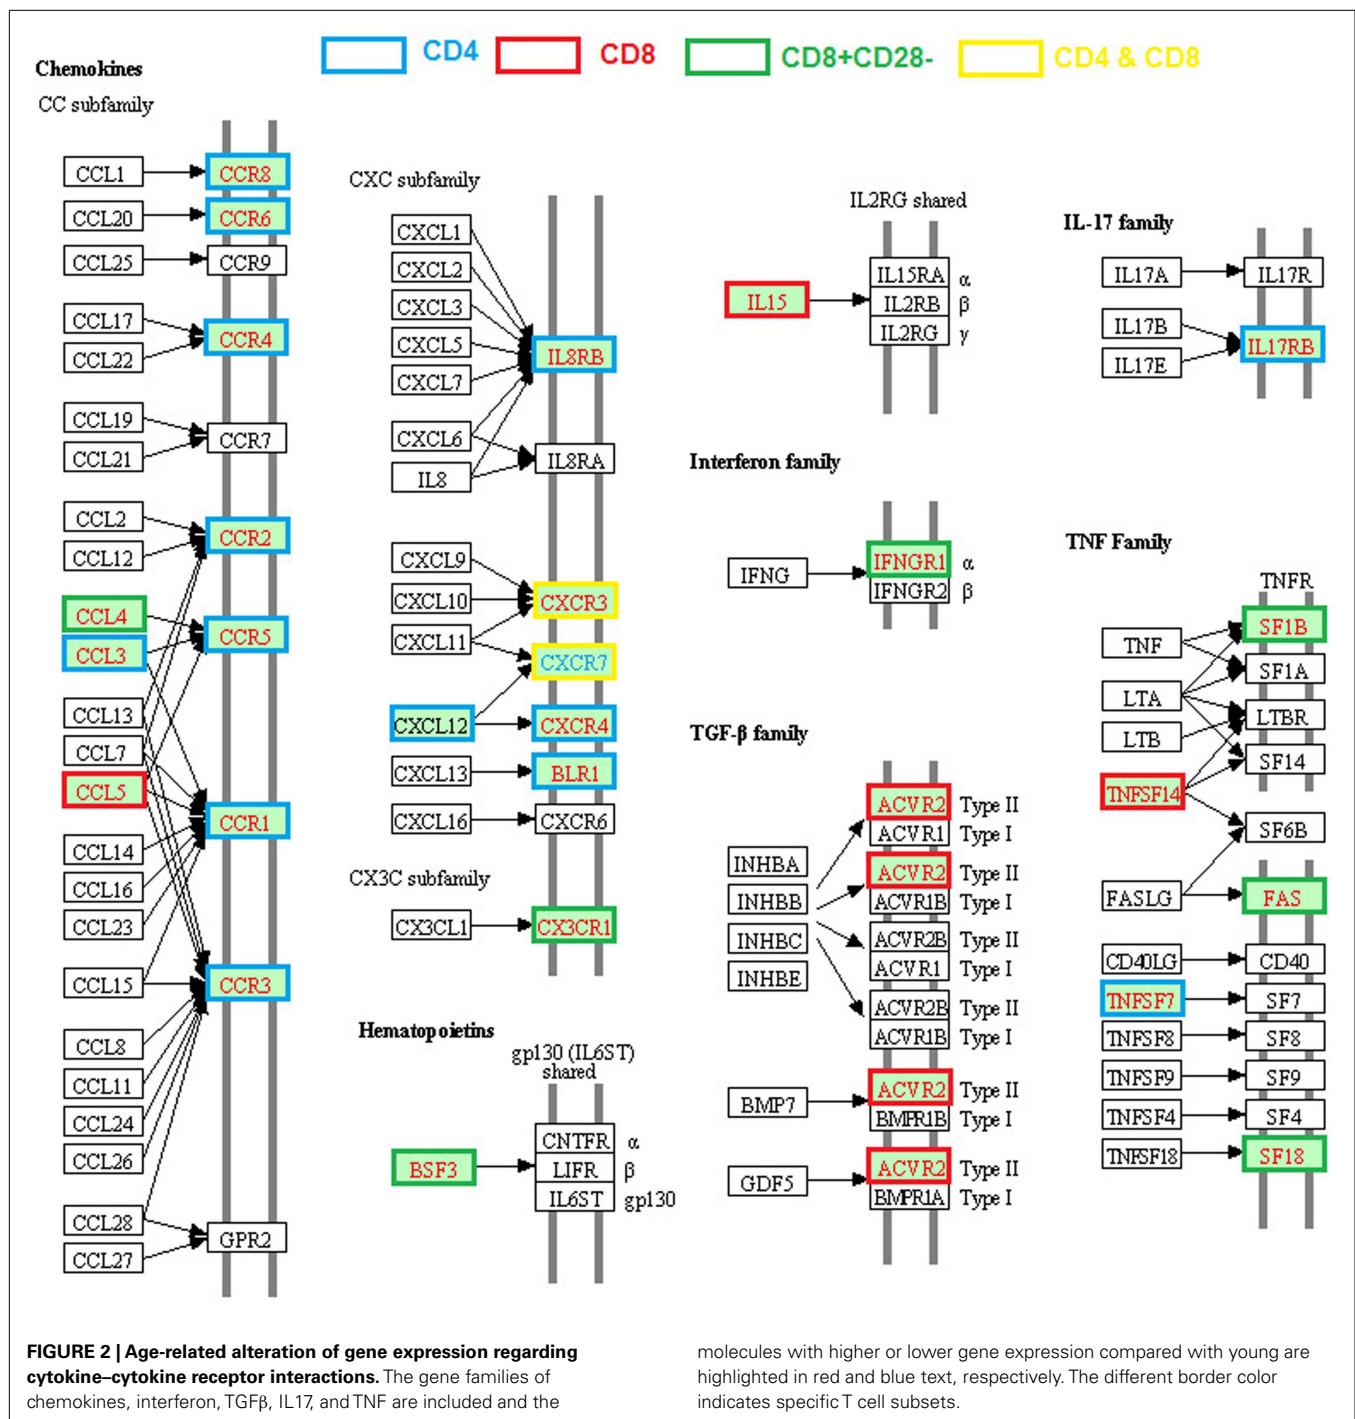 CD4
CD8
CD8+CD28-
CD4 & CD8
Chemokines
CC subfamily
CCL1
CCR8
CCL20
CCR6
CCL25
CCR9
CCL17
CCR4
CCL22
CCL19
CCR7
CCL21
CCL2
CCR2
CCL12
CCL4
CCR5
CCL3
CCL13
CCL7
CCL5
CCR1
CCL14
CCL16
CCL23
CCL15
CCR3
CCL8
CCL11
CCL24
CCL26
CCL28
GPR2
CCL27
CXC subfamily
CXCL1
CXCL2
CXCL3
CXCL5
IL8RB
CXCL7
CXCL6
IL8RA
IL8
CXCL9
CXCL10
CXCR3
CXCL11
CXCR7
CXCL12
CXCR4
CXCL13
BLR1
CXCL16
CXCR6
CX3C subfamily
CX3CL1
CX3CR1
Hematopoietins
gp130 (IL6ST)
shared
CNTFR α
BSF3
LIFR β
IL6ST gp130
IL2RG shared
IL15RA α
IL15
IL2RB β
IL2RG γ
Interferon family
IFNGR1 α
IFNG
IFNGR2 β
TGF-β family
ACVR2 Type II
ACVR1 Type I
INHBA
ACVR2 Type II
INHBB
ACVR1B Type I
INHBC
ACVR2B Type II
ACVR1 Type I
INHBE
ACVR2B Type II
ACVR1B Type I
ACVR2 Type II
BMP7
BMPR1B Type I
ACVR2 Type II
GDF5
BMPR1A Type I
IL-17 family
IL17A
IL17R
IL17B
IL17RB
IL17E
TNF Family
TNFR
SF1B
TNF
SF1A
LTA
LTBR
LTB
SF14
TNFSF14
SF6B
FASLG
FAS
CD40LG
CD40
TNFSF7
SF7
TNFSF8
SF8
TNFSF9
SF9
TNFSF4
SF4
TNFSF18
SF18
FIGURE 2 | Age-related alteration of gene expression regarding
cytokine–cytokine receptor interactions. The gene families of
chemokines, interferon, TGFβ, IL17, and TNF are included and the
molecules with higher or lower gene expression compared with young are
highlighted in red and blue text, respectively. The different border color
indicates specific T cell subsets.